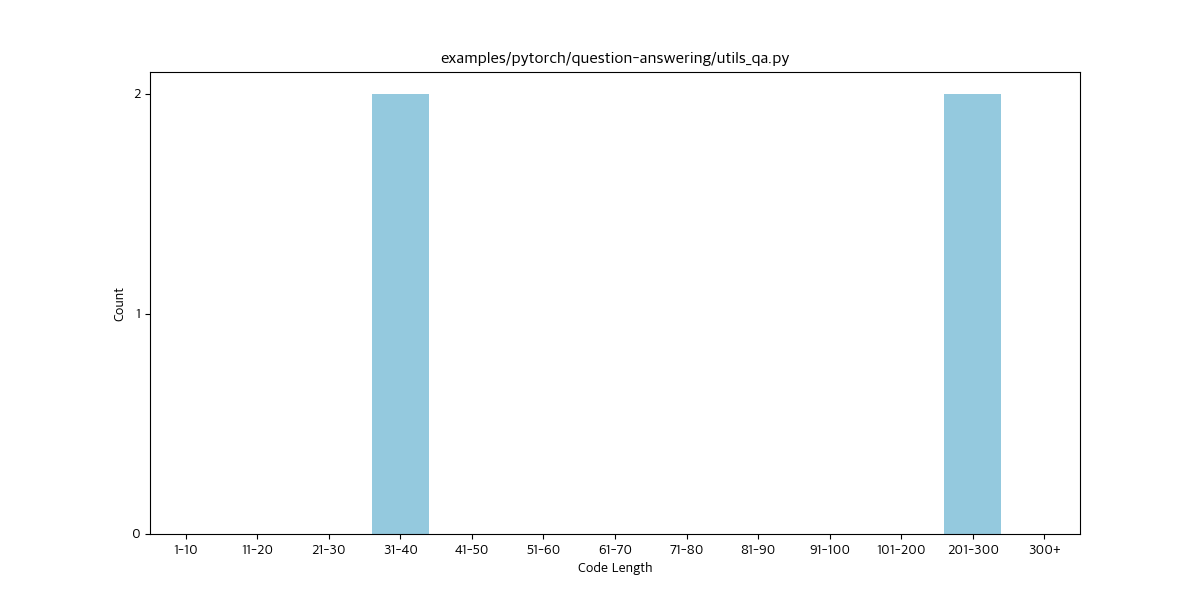 examples/pytorch/question-answering/utils_qa.py
2
1
0
Count
1-10 11-20 21-30 31-40 41-50 51-60 61-70 71-80 81-90 91-100 101-200 201-300 300+
Code Length